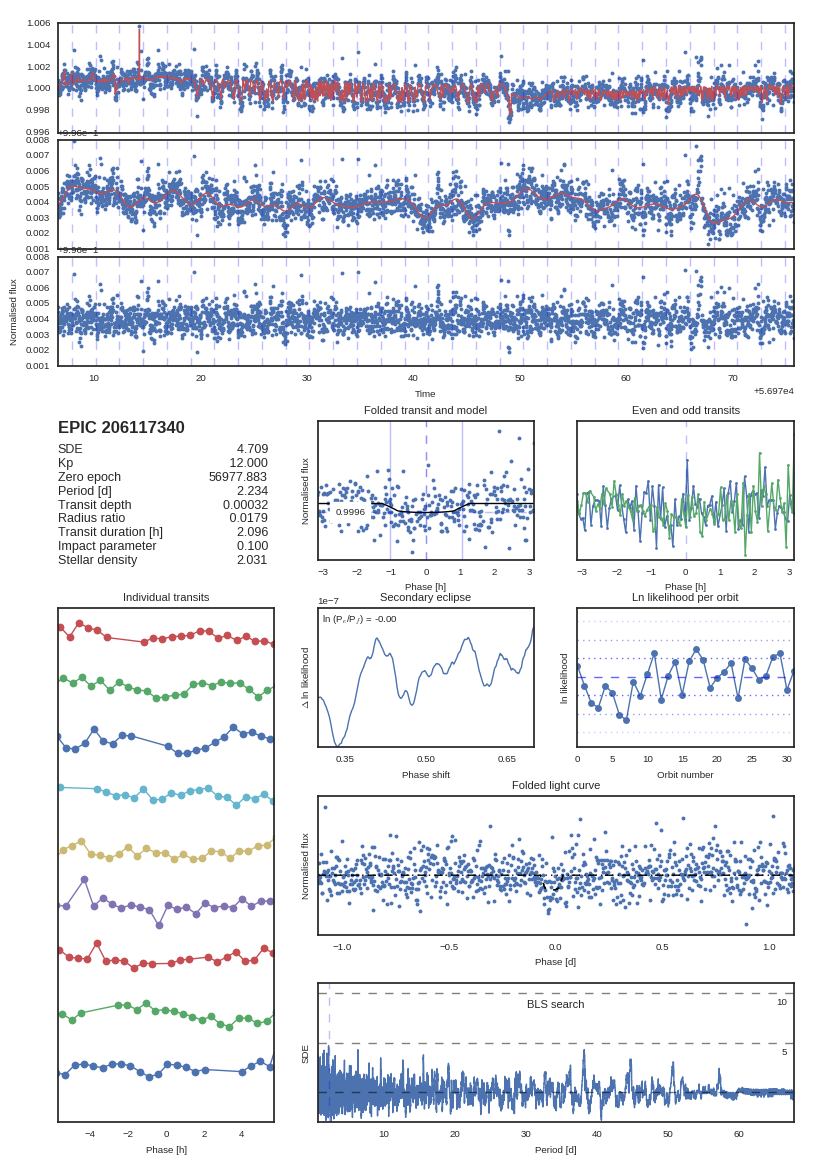 1.006
1.004
1.002
1.000
0.998
0.996
+9.96e−1
0.008
0.007
0.006
0.005
0.004
0.003
0.002
0.001
+9.96e−1
0.008
0.007
0.006
0.005
0.004
0.003
0.002
0.001
Normalised flux
10 20 30 40 50 60 70
Time
+5.697e4
EPIC 206117340
SDE 4.709
Kp 12.000
Zero epoch 56977.883
Period [d] 2.234
Transit depth 0.00032
Radius ratio 0.0179
Transit duration [h] 2.096
Impact parameter 0.100
Stellar density 2.031
Folded transit and model
Normalised flux
0.9996
−3 −2 −1 0 1 2 3
Phase [h]
Even and odd transits
−3 −2 −1 0 1 2 3
Phase [h]
Individual transits
−4 −2 0 2 4
Phase [h]
Secondary eclipse
1e−7
ln (Pₑ/P𝑓) = -0.00
Δ ln likelihood
0.35 0.50 0.65
Phase shift
Ln likelihood per orbit
ln likelihood
0 5 10 15 20 25 30
Orbit number
Folded light curve
Normalised flux
−1.0 −0.5 0.0 0.5 1.0
Phase [d]
BLS search
10
5
SDE
10 20 30 40 50 60
Period [d]